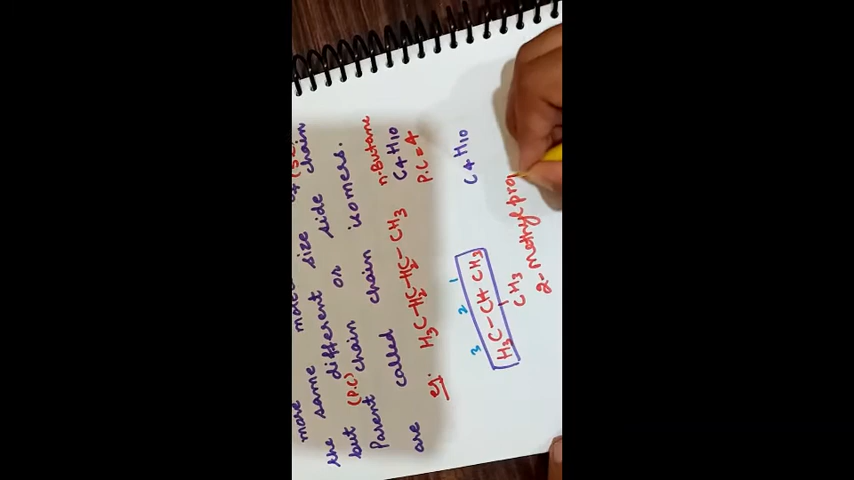 more
size
the same different or side chain
but (P.C)
Parent chain isomers.
are called chain
eg. H3C-H2C-H2C-CH3 n-Butane
C4H10
P.C=4
3 2 1
H3C-CH CH3 C4H10
CH3
2-methyl pro